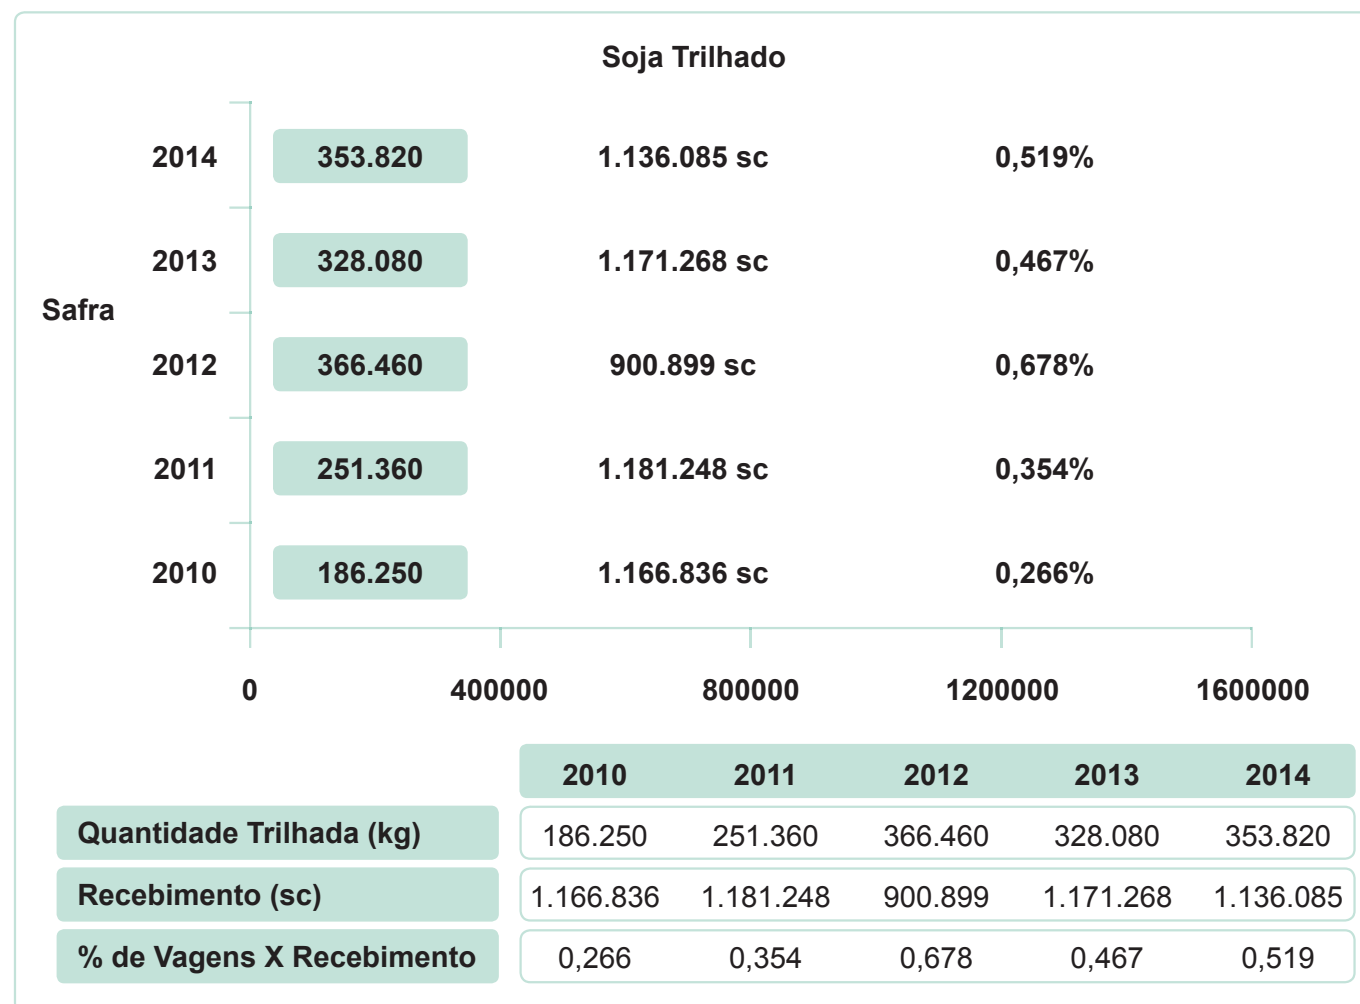 Soja Trilhado
2014 353.820 1.136.085 sc 0,519%
2013 328.080 1.171.268 sc 0,467%
Safra
2012 366.460 900.899 sc 0,678%
2011 251.360 1.181.248 sc 0,354%
2010 186.250 1.166.836 sc 0,266%
0 400000 800000 1200000 1600000
2010 2011 2012 2013 2014
Quantidade Trilhada (kg) 186.250 251.360 366.460 328.080 353.820
Recebimento (sc) 1.166.836 1.181.248 900.899 1.171.268 1.136.085
% de Vagens X Recebimento 0,266 0,354 0,678 0,467 0,519